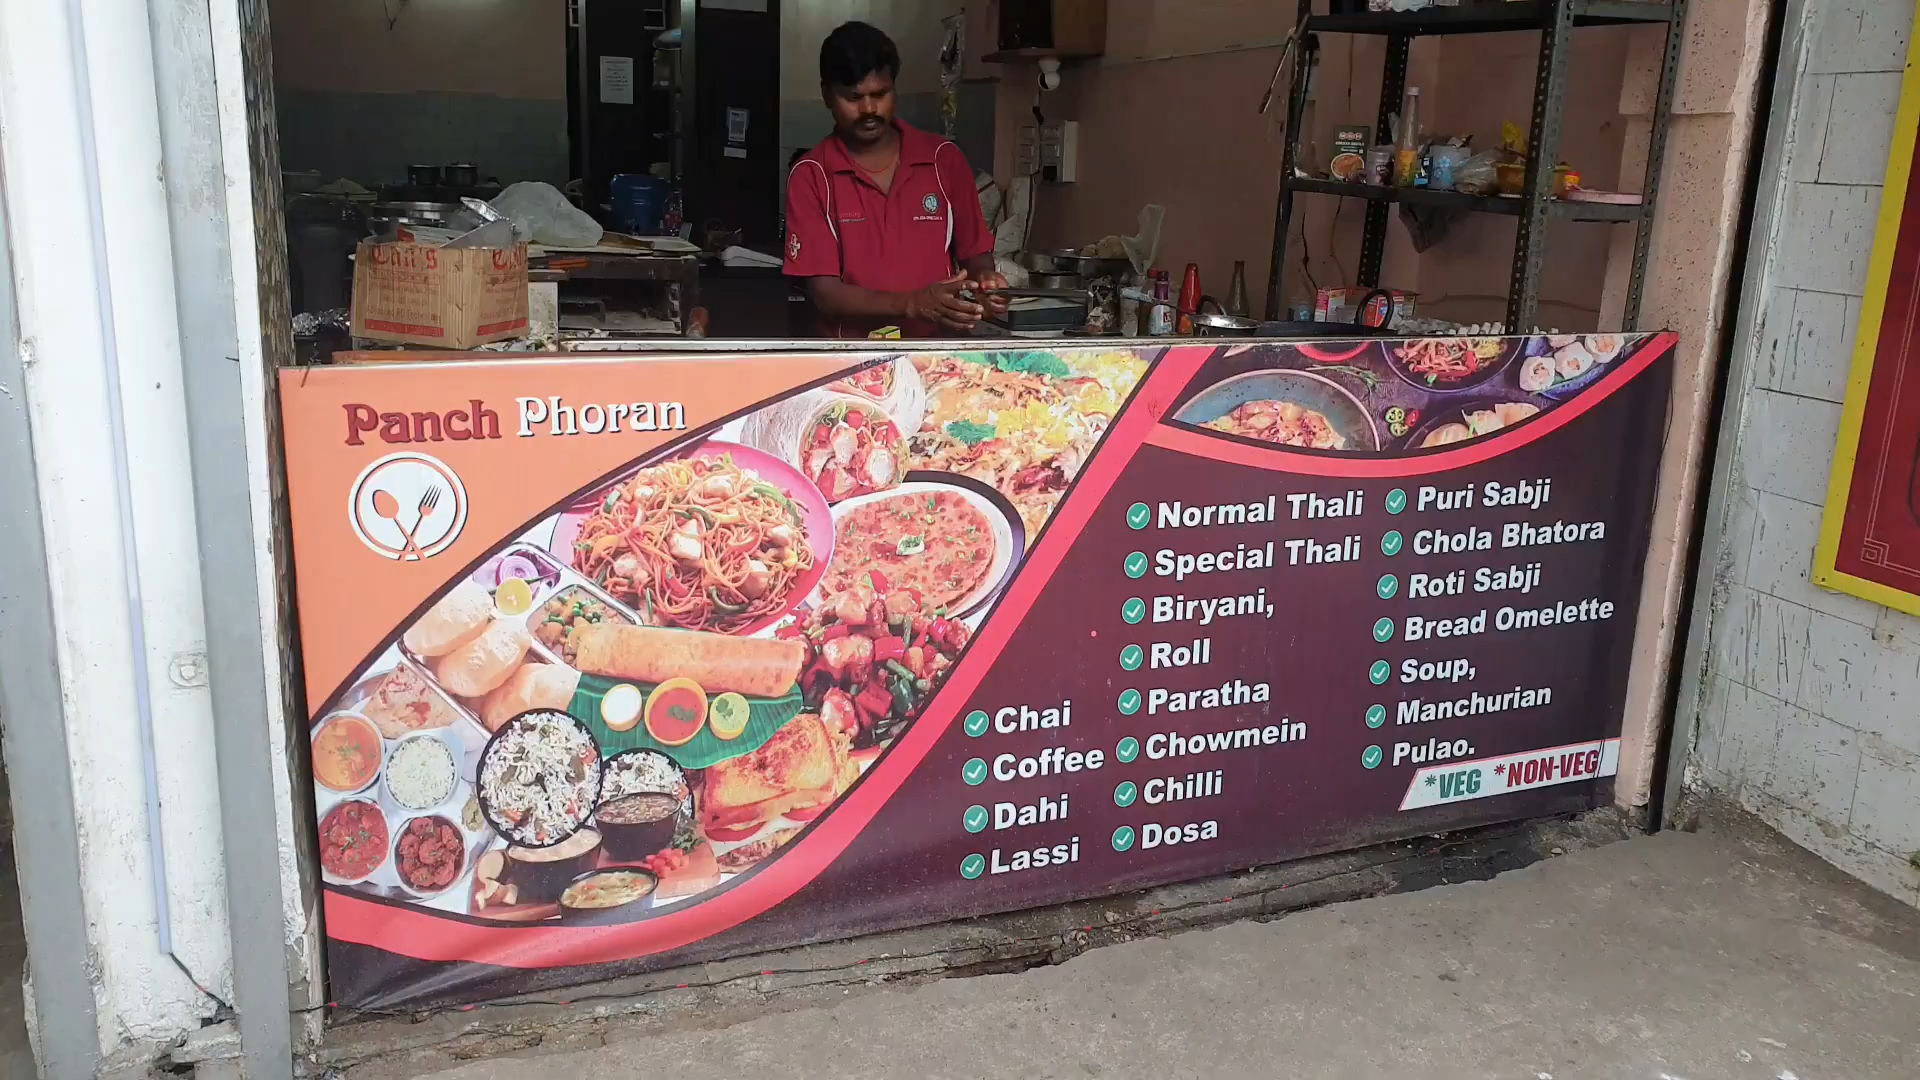 Panch Phoran
Chai
Coffee
Dahi
Lassi
Normal Thali
Special Thali
Biryani,
Roll
Paratha
Chowmein
Chilli
Dosa
Puri Sabji
Chola Bhatora
Roti Sabji
Bread Omelette
Soup,
Manchurian
Pulao.
*VEG *NON-VEG